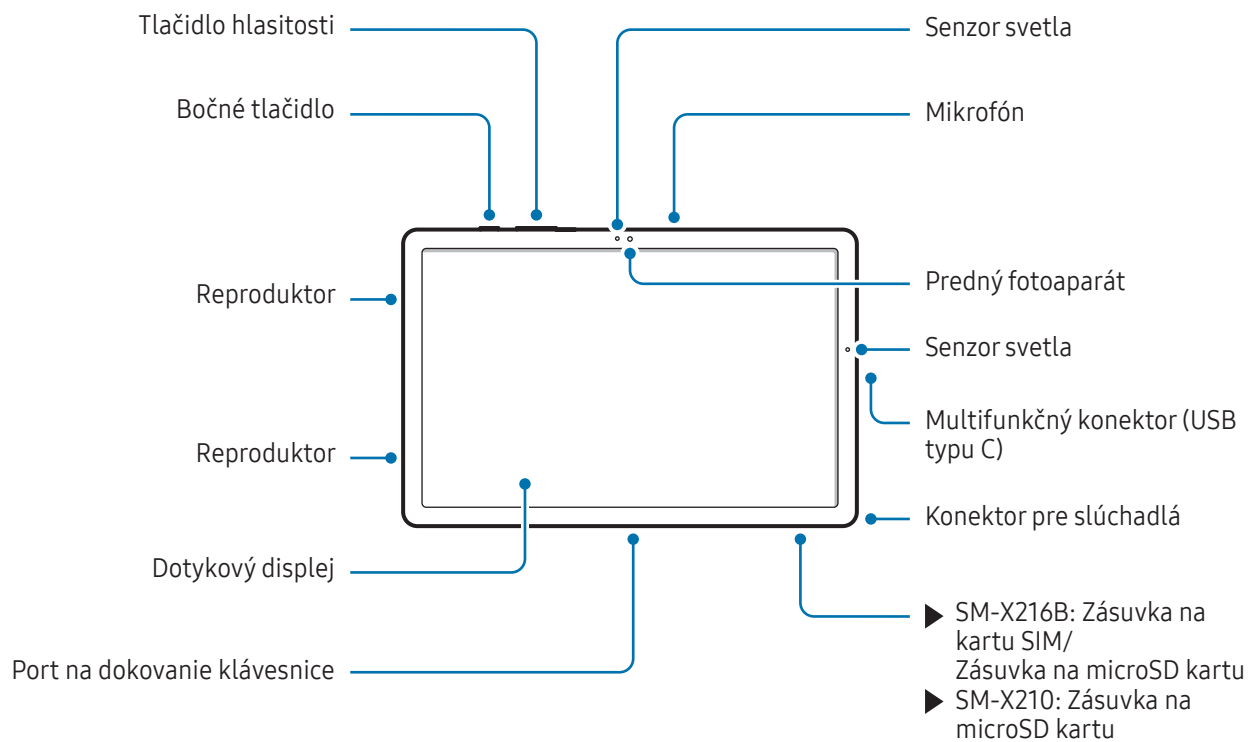 Tlačidlo hlasitosti
Bočné tlačidlo
Reproduktor
Reproduktor
Dotykový displej
Port na dokovanie klávesnice
Senzor svetla
Mikrofón
Predný fotoaparát
Senzor svetla
Multifunkčný konektor (USB
typu C)
Konektor pre slúchadlá
▶ SM-X216B: Zásuvka na
kartu SIM/
Zásuvka na microSD kartu
▶ SM-X210: Zásuvka na
microSD kartu